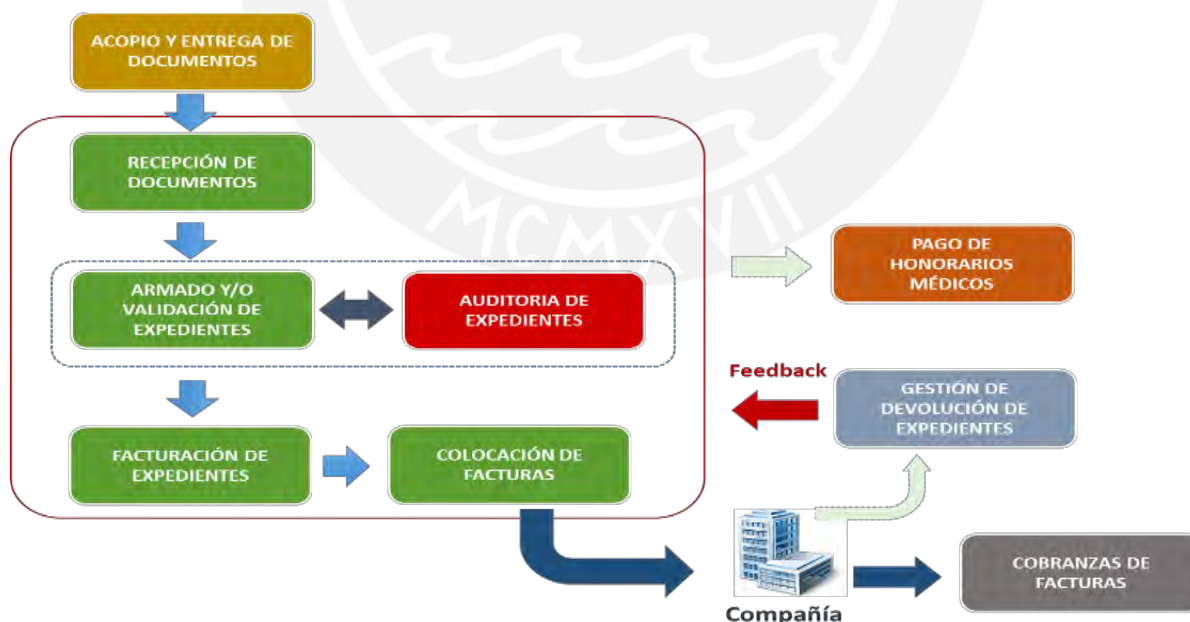 ACOPIO Y ENTREGA DE
DOCUMENTOS
RECEPCIÓN DE
DOCUMENTOS
MCMXVII
ARMADO Y/O
VALIDACIÓN DE
EXPEDIENTES
AUDITORIA DE
EXPEDIENTES
PAGO DE
HONORARIOS
MÉDICOS
Feedback
GESTIÓN DE
DEVOLUCIÓN DE
EXPEDIENTES
FACTURACIÓN DE
EXPEDIENTES
COLOCACIÓN DE
FACTURAS
Compañía
COBRANZAS DE
FACTURAS